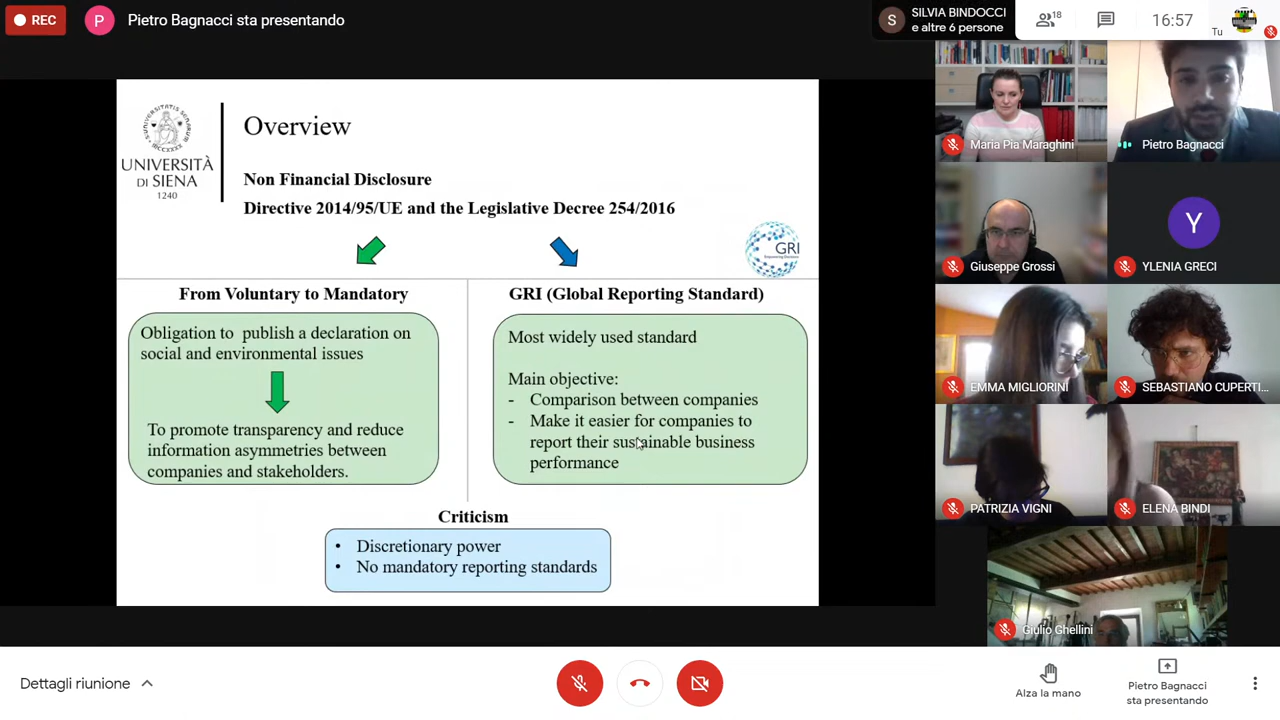 REC
P
Pietro Bagnacci sta presentando
S
SILVIA BINDOCCI
e altre 6 persone
18
16:57
Tu
UNIVERSITÀ
DI SIENA
1240
Overview
Non Financial Disclosure
Directive 2014/95/UE and the Legislative Decree 254/2016
GRI
From Voluntary to Mandatory
Obligation to publish a declaration on
social and environmental issues
To promote transparency and reduce
information asymmetries between
companies and stakeholders.
GRI (Global Reporting Standard)
Most widely used standard
Main objective:
- Comparison between companies
- Make it easier for companies to
report their sustainable business
performance
Criticism
• Discretionary power
• No mandatory reporting standards
Maria Pia Maraghini
Pietro Bagnacci
Giuseppe Grossi
Y
YLENIA GRECI
EMMA MIGLIORINI
SEBASTIANO CUPERTI...
PATRIZIA VIGNI
ELENA BINDI
Giulio Ghellini
Dettagli riunione
Alza la mano
Pietro Bagnacci
sta presentando